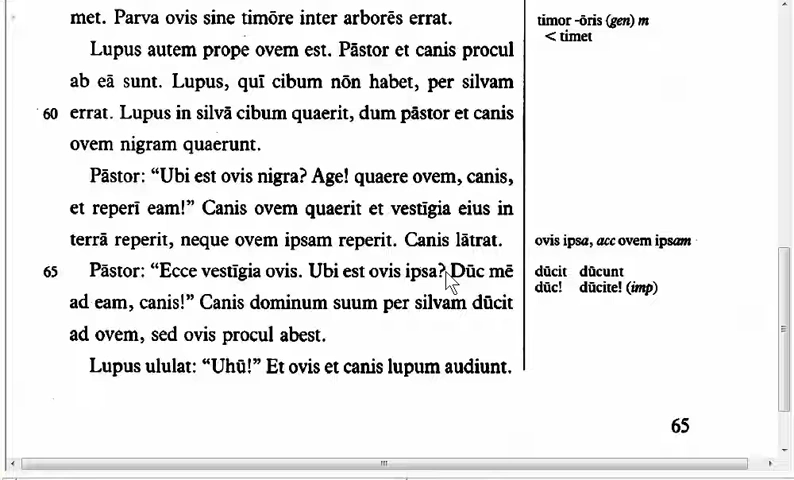 met. Parva ovis sine timōre inter arborēs errat.
Lupus autem prope ovem est. Pāstor et canis procul
ab eā sunt. Lupus, quī cibum nōn habet, per silvam
60 errat. Lupus in silvā cibum quaerit, dum pāstor et canis
ovem nigram quaerunt.
Pāstor: “Ubi est ovis nigra? Age! quaere ovem, canis,
et reperī eam!” Canis ovem quaerit et vestīgia eius in
terrā reperit, neque ovem ipsam reperit. Canis lātrat.
65 Pāstor: “Ecce vestīgia ovis. Ubi est ovis ipsa? Dūc mē
ad eam, canis!” Canis dominum suum per silvam dūcit
ad ovem, sed ovis procul abest.
Lupus ululat: “Uhū!” Et ovis et canis lupum audiunt.
timor -ōris (gen) m
< timet
ovis ipsa, acc ovem ipsam
dūcit dūcunt
dūc! dūcite! (imp)
65